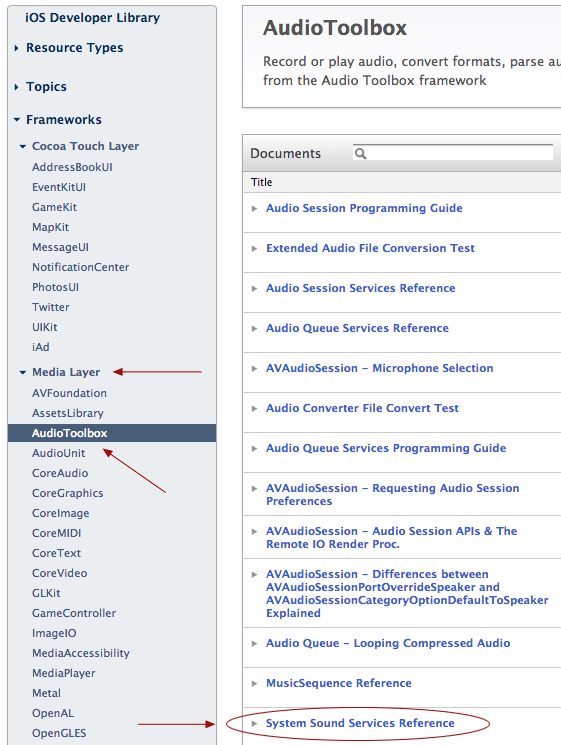 iOS Developer Library
Resource Types
Topics
Frameworks
Cocoa Touch Layer
AddressBookUI
EventKitUI
GameKit
MapKit
MessageUI
NotificationCenter
PhotosUI
Twitter
UIKit
iAd
Media Layer
AVFoundation
AssetsLibrary
AudioToolbox
AudioUnit
CoreAudio
CoreGraphics
CoreImage
CoreMIDI
CoreText
CoreVideo
GLKit
GameController
ImageIO
MediaAccessibility
MediaPlayer
Metal
OpenAL
OpenGLES
AudioToolbox
Record or play audio, convert formats, parse au
from the Audio Toolbox framework
Documents
Title
Audio Session Programming Guide
Extended Audio File Conversion Test
Audio Session Services Reference
Audio Queue Services Reference
AVAudioSession – Microphone Selection
Audio Converter File Convert Test
Audio Queue Services Programming Guide
AVAudioSession – Requesting Audio Session
Preferences
AVAudioSession – Audio Session APIs & The
Remote IO Render Proc.
AVAudioSession – Differences between
AVAudioSessionPortOverrideSpeaker and
AVAudioSessionCategoryOptionDefaultToSpeaker
Explained
Audio Queue – Looping Compressed Audio
MusicSequence Reference
System Sound Services Reference